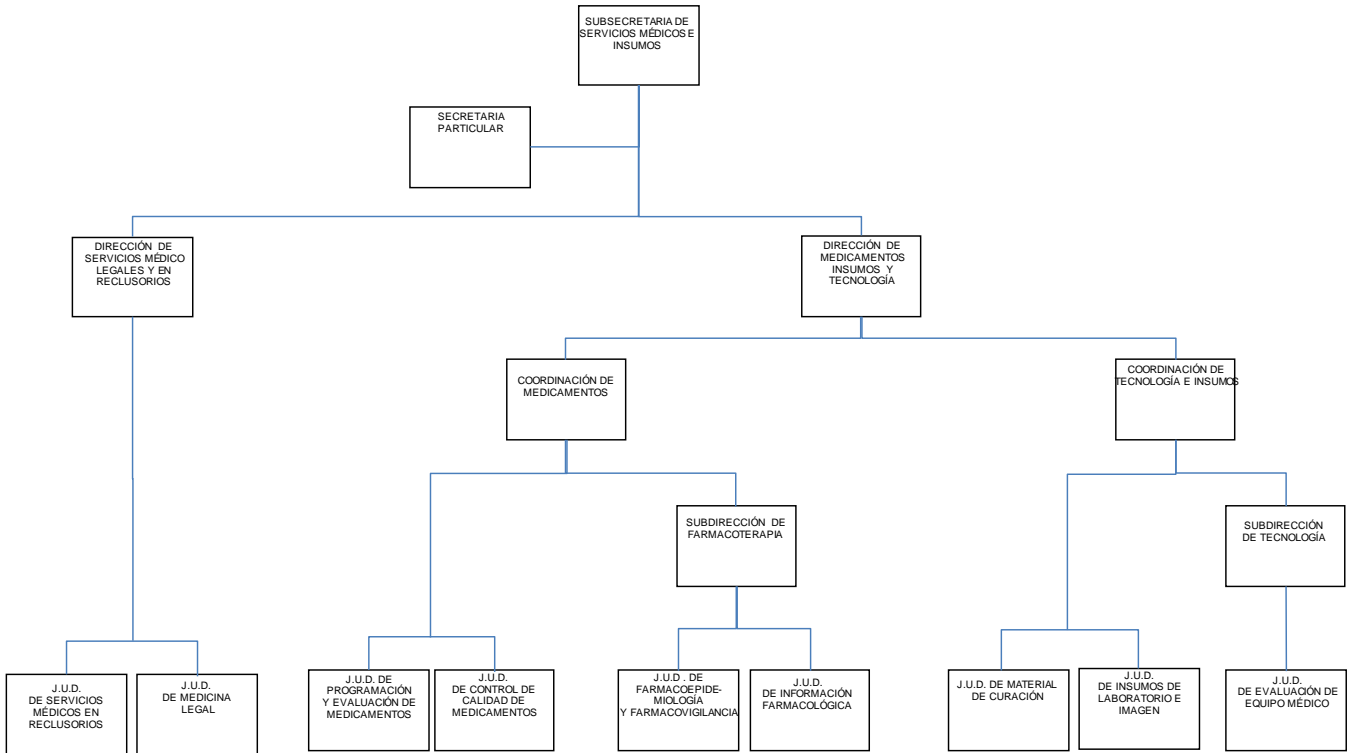 SUBSECRETARIA DE
SERVICIOS MÉDICOS E
INSUMOS
SECRETARIA
PARTICULAR
DIRECCIÓN DE
SERVICIOS MÉDICO
LEGALES Y EN
RECLUSORIOS
DIRECCIÓN DE
MEDICAMENTOS
INSUMOS Y
TECNOLOGÍA
COORDINACIÓN DE
MEDICAMENTOS
COORDINACIÓN DE
TECNOLOGÍA E INSUMOS
SUBDIRECCIÓN DE
FARMACOTERAPIA
SUBDIRECCIÓN
DE TECNOLOGÍA
J.U.D.
DE SERVICIOS
MÉDICOS EN
RECLUSORIOS
J.U.D.
DE MEDICINA
LEGAL
J.U.D. DE
PROGRAMACIÓN
Y EVALUACIÓN DE
MEDICAMENTOS
J.U.D.
DE CONTROL DE
CALIDAD DE
MEDICAMENTOS
J.U.D . DE
FARMACOEPIDE-
MIOLOGÍA
Y FARMACOVIGILANCIA
J.U.D.
DE INFORMACIÓN
FARMACOLÓGICA
J.U.D. DE MATERIAL
DE CURACIÓN
J.U.D.
DE INSUMOS DE
LABORATORIO E
IMAGEN
J.U.D.
DE EVALUACIÓN DE
EQUIPO MÉDICO